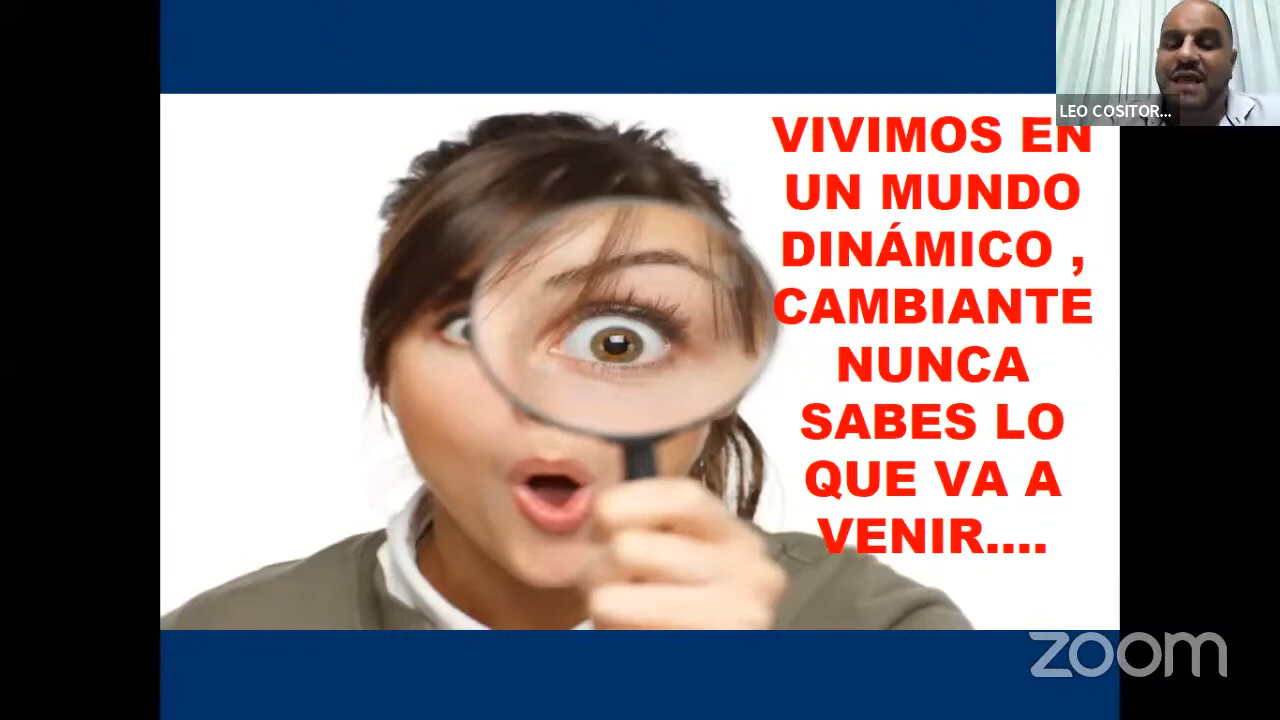 LEO COSITOR...
VIVIMOS EN
UN MUNDO
DINÁMICO ,
CAMBIANTE
NUNCA
SABES LO
QUE VA A
VENIR....
zoom